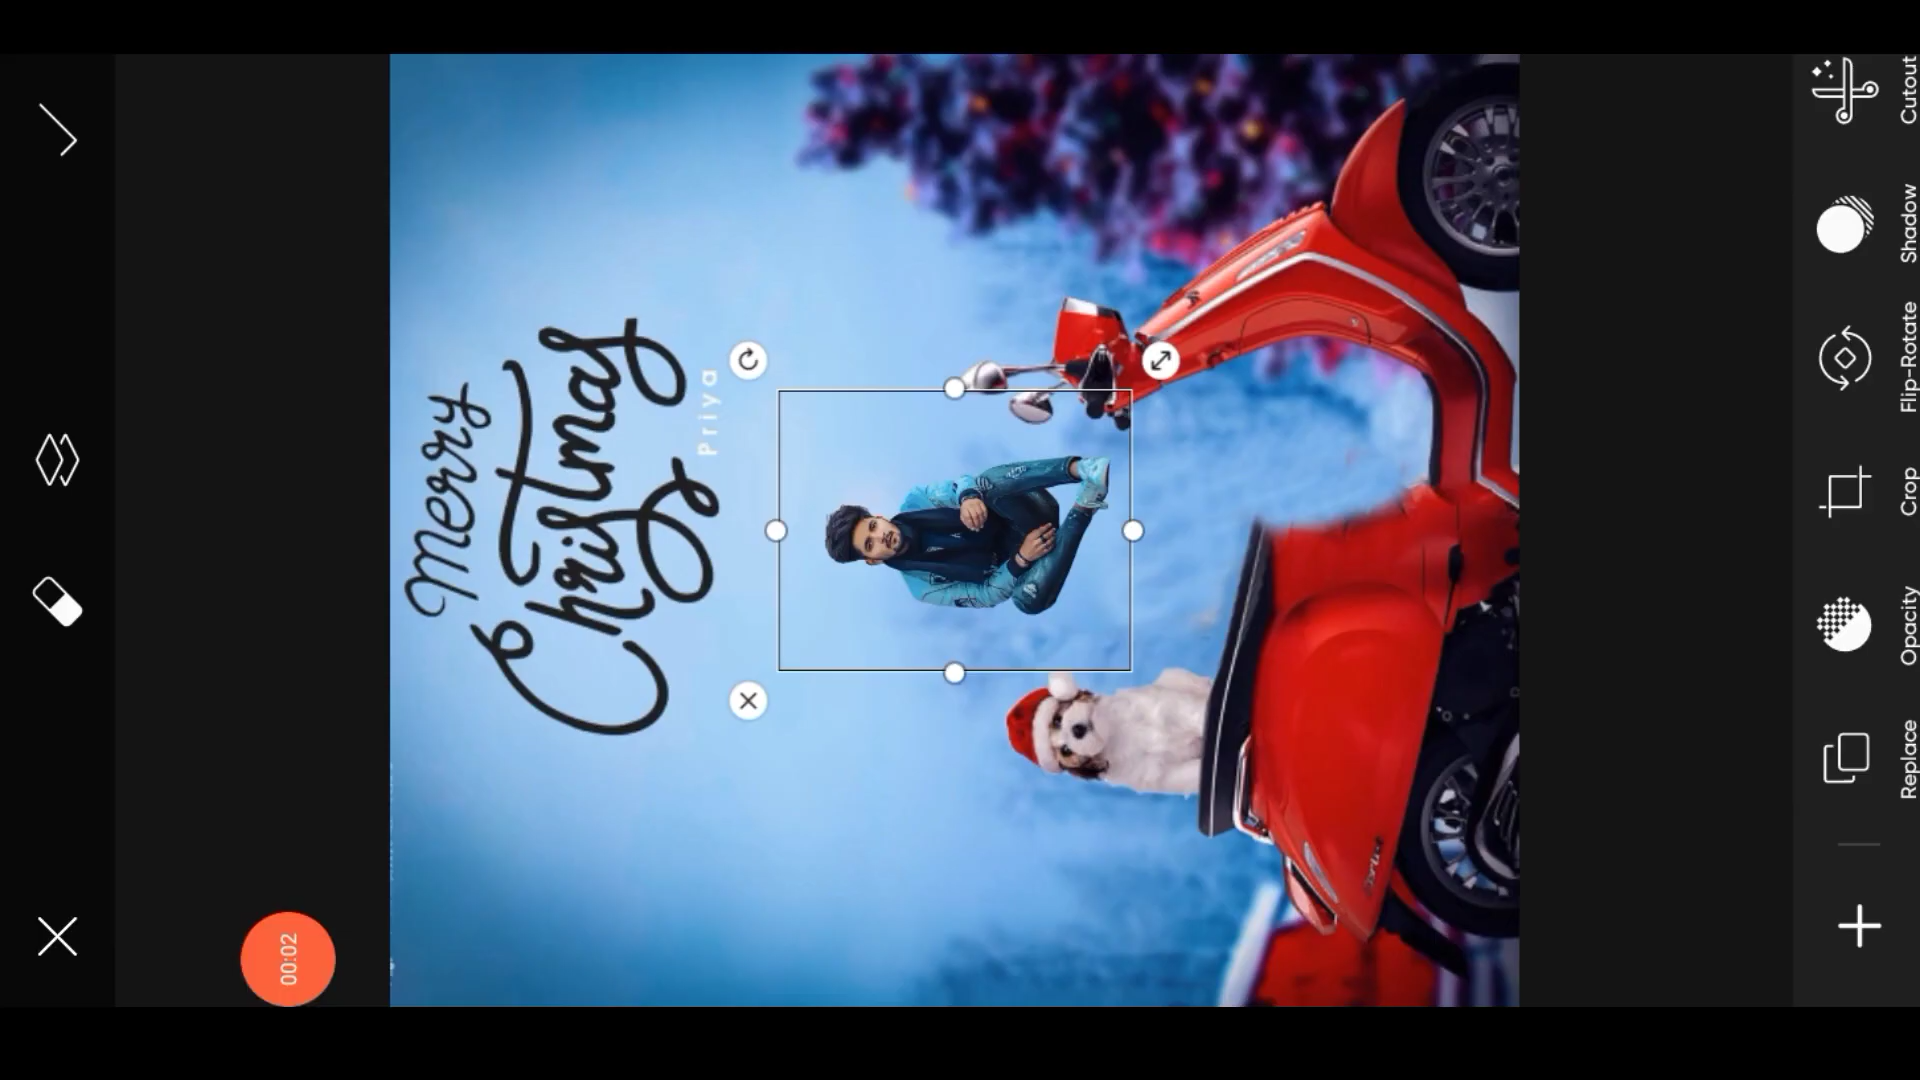 Merry
Christmas
Priya
Replace
Opacity
Crop
Flip-Rotate
Shadow
Cutout
00:02